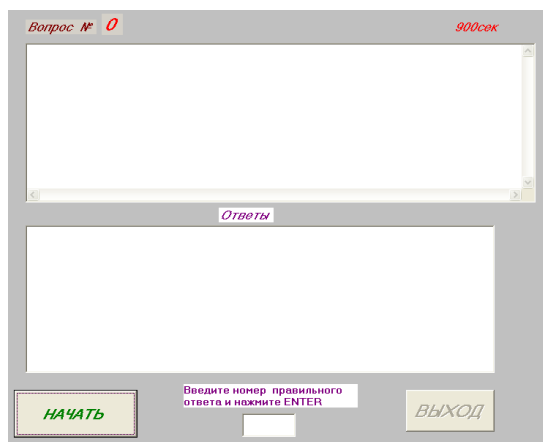 Вопрос № 0 900сек
Ответы
Введите номер правильного
ответа и нажмите ENTER
НАЧАТЬ ВЫХОД